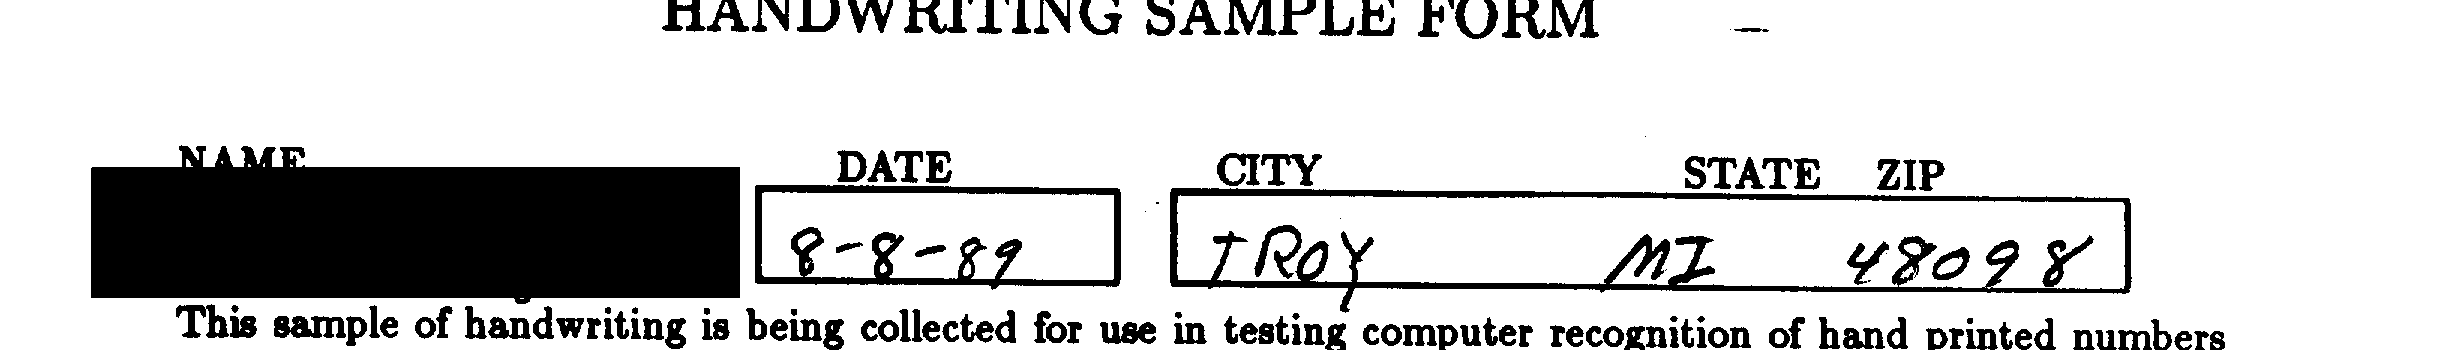 HANDWRITING SAMPLE FORM
NAME DATE CITY STATE ZIP
8-8-89 TROY MI 48098
This sample of handwriting is being collected for use in testing computer recognition of hand printed numbers